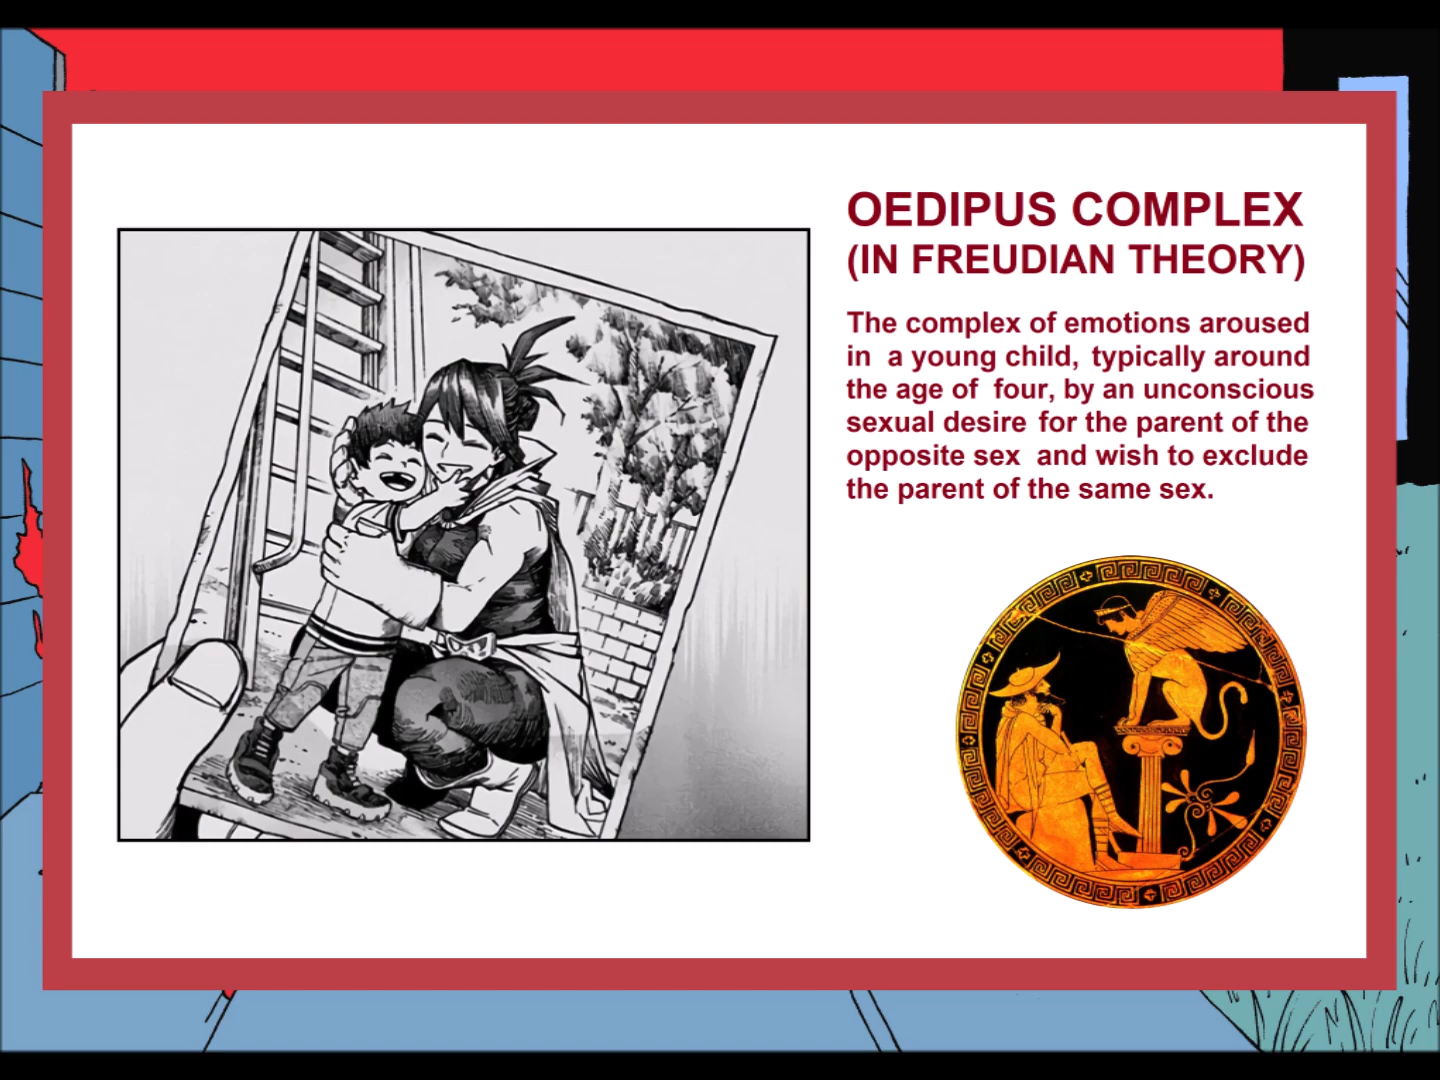 OEDIPUS COMPLEX
(IN FREUDIAN THEORY)
The complex of emotions aroused
in a young child, typically around
the age of four, by an unconscious
sexual desire for the parent of the
opposite sex and wish to exclude
the parent of the same sex.